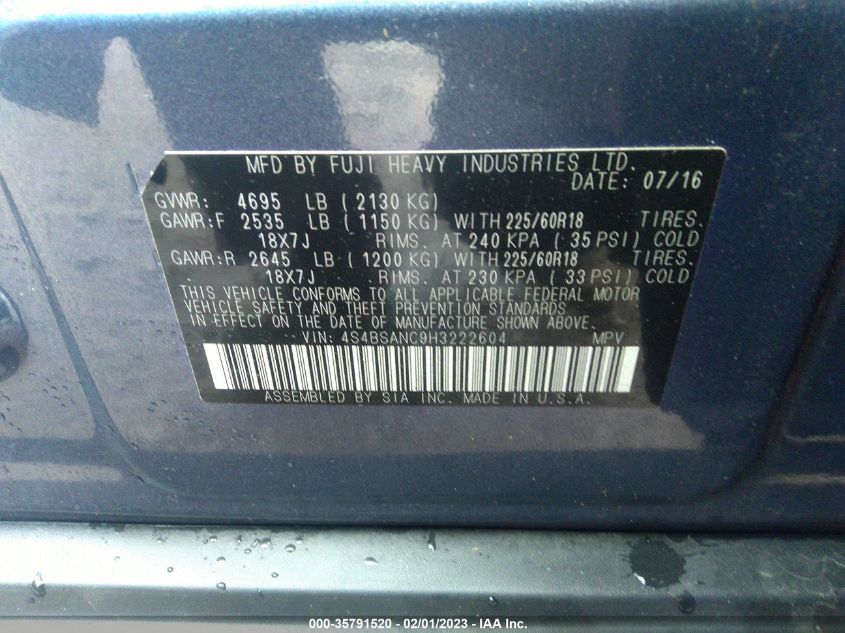 MFD BY FUJI HEAVY INDUSTRIES LTD.
DATE: 07/16
GVWR: 4695 LB ( 2130 KG)
GAWR:F 2535 LB ( 1150 KG) WITH 225/60R18 TIRES.
18X7J RIMS. AT 240 KPA ( 35 PSI) COLD
GAWR:R 2645 LB ( 1200 KG) WITH 225/60R18 TIRES.
18X7J RIMS. AT 230 KPA ( 33 PSI) COLD
THIS VEHICLE CONFORMS TO ALL APPLICABLE FEDERAL MOTOR
VEHICLE SAFETY AND THEFT PREVENTION STANDARDS
IN EFFECT ON THE DATE OF MANUFACTURE SHOWN ABOVE.
VIN: 4S4BSANC9H3222604 MPV
ASSEMBLED BY SIA INC. MADE IN U.S.A.
000-35791520 - 02/01/2023 - IAA Inc.